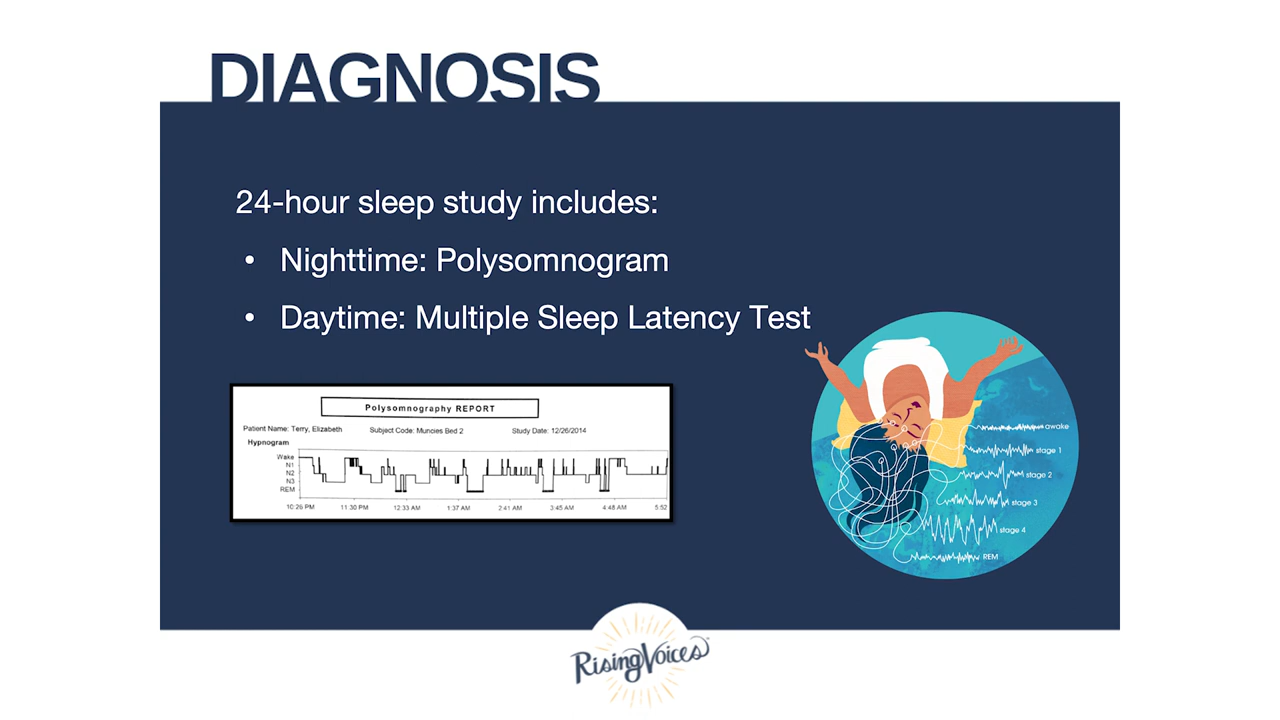 DIAGNOSIS
24-hour sleep study includes:
• Nighttime: Polysomnogram
• Daytime: Multiple Sleep Latency Test
Polysomnography REPORT
Patient Name: Terry, Elizabeth Subject Code: Muncies Bed 2 Study Date: 12/26/2014
Hypnogram
Wake
N1
N2
N3
REM
10:26 PM 11:30 PM 12:33 AM 1:37 AM 2:41 AM 3:45 AM 4:48 AM 5:52
awake
stage 1
stage 2
stage 3
stage 4
REM
RisingVoices